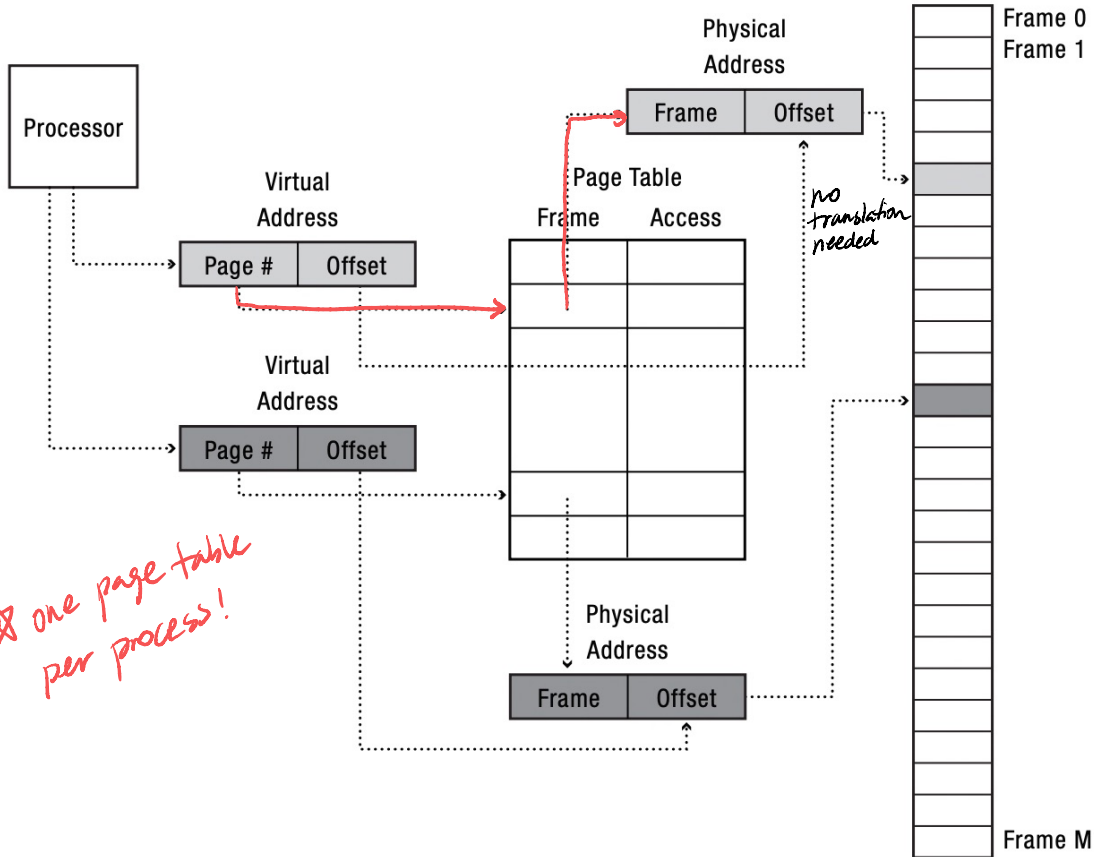 Processor
Virtual
Address
Page # Offset
Virtual
Address
Page # Offset
☆ one page table
per process!
Page Table
Frame Access
Physical
Address
Frame Offset
no
translation
needed
Physical
Address
Frame Offset
Frame 0
Frame 1
Frame M